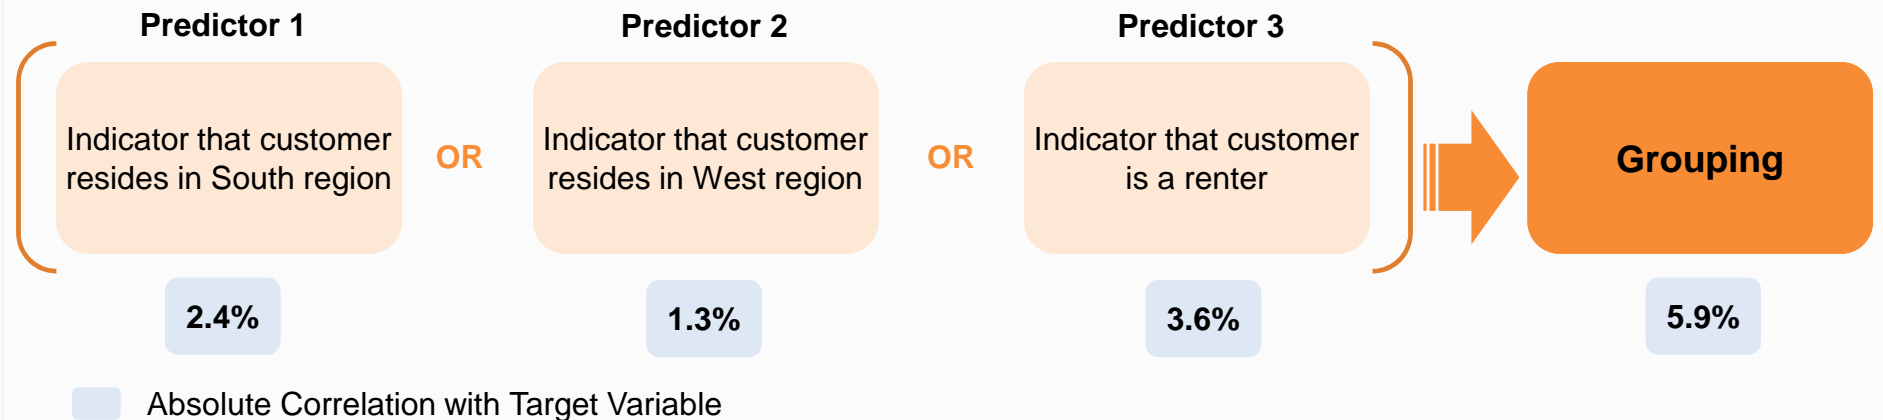 Predictor 1
Predictor 2
Predictor 3
Indicator that customer
resides in South region
OR
Indicator that customer
resides in West region
OR
Indicator that customer
is a renter
Grouping
2.4%
1.3%
3.6%
5.9%
Absolute Correlation with Target Variable